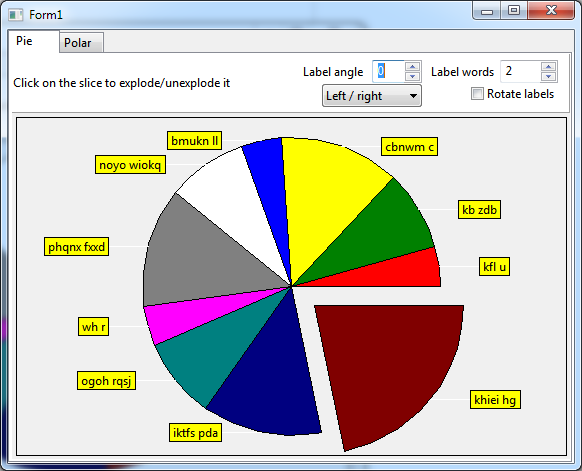 Form1
Pie
Polar
Label angle 0 Label words 2
Click on the slice to explode/unexplode it
Left / right Rotate labels
bmukn ll
cbnwm c
noyo wiokq
kb zdb
phqnx fxxd
kfl u
wh r
ogoh rqsj
khiei hg
iktfs pda